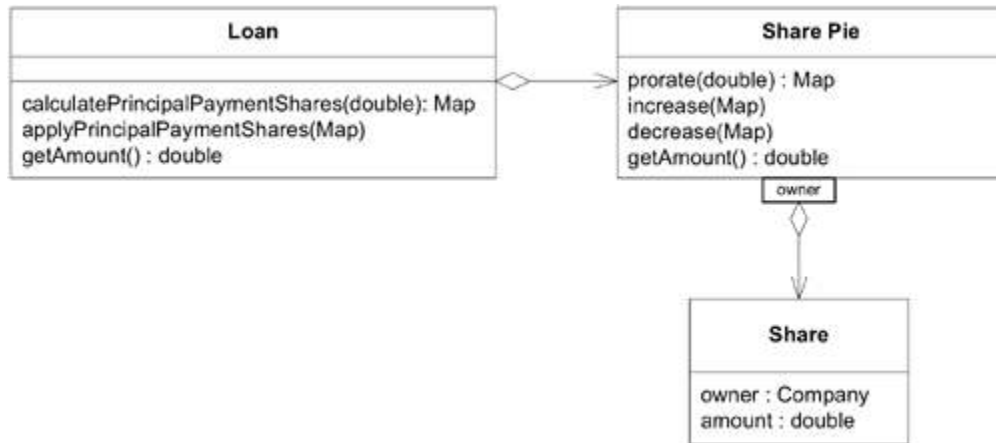 Loan
calculatePrincipalPaymentShares(double): Map
applyPrincipalPaymentShares(Map)
getAmount() : double
Share Pie
prorate(double) : Map
increase(Map)
decrease(Map)
getAmount() : double
owner
Share
owner : Company
amount : double